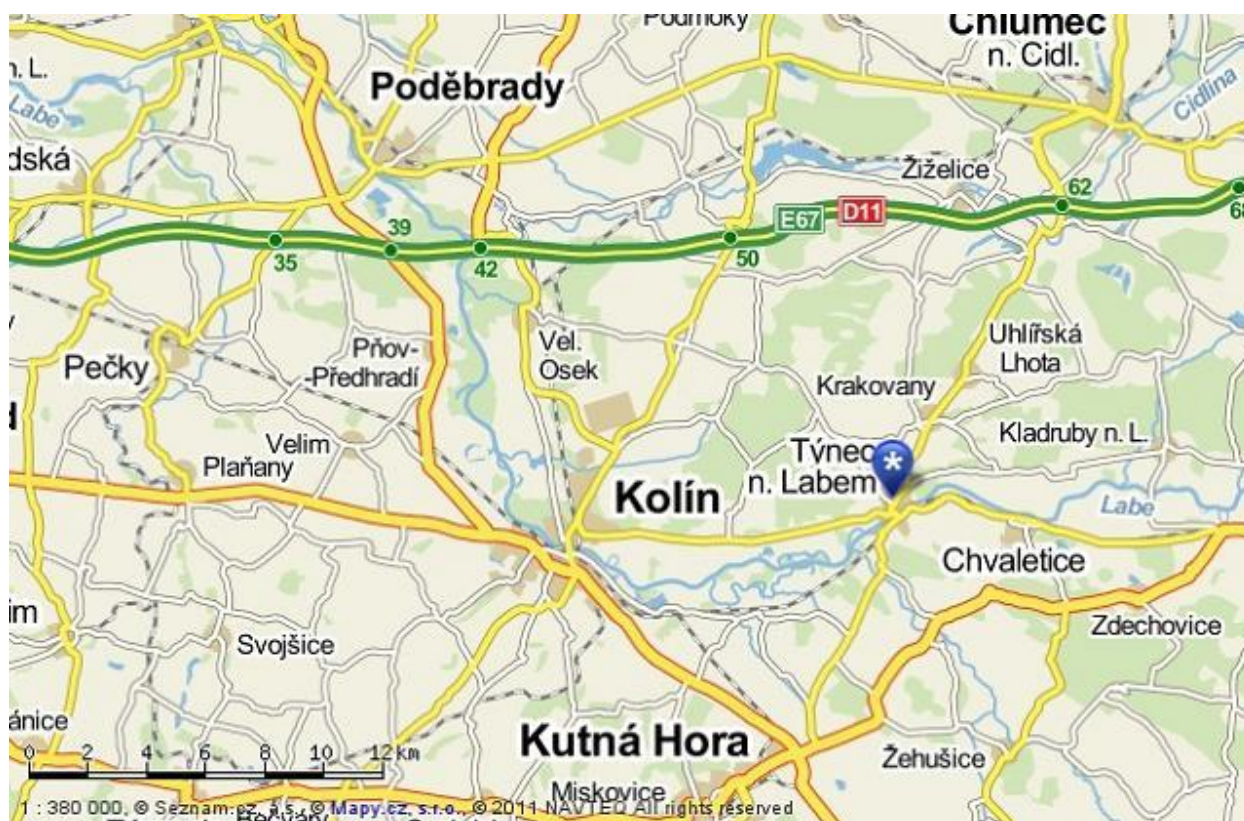 Podmoky
Chlumec
n. Cidl.
n. L.
Poděbrady
Labe
Cidlina
dská
Žiželice
62
E67
D11
39
68
35
42
50
Uhlířská
Lhota
Pňov-
-Předhradí
Vel.
Osek
Pečky
Krakovany
Velim
Kladruby n. L.
Týnec
n. Labem
*
Plaňany
Kolín
Labe
Chvaletice
im
Zdechovice
Svojšice
ánice
Kutná Hora
Žehušice
0 2 4 6 8 10 12 km
Miskovice
1 : 380 000, © Seznam.cz, a.s., © Mapy.cz, s.r.o., © 2011 NAVTEQ All rights reserved